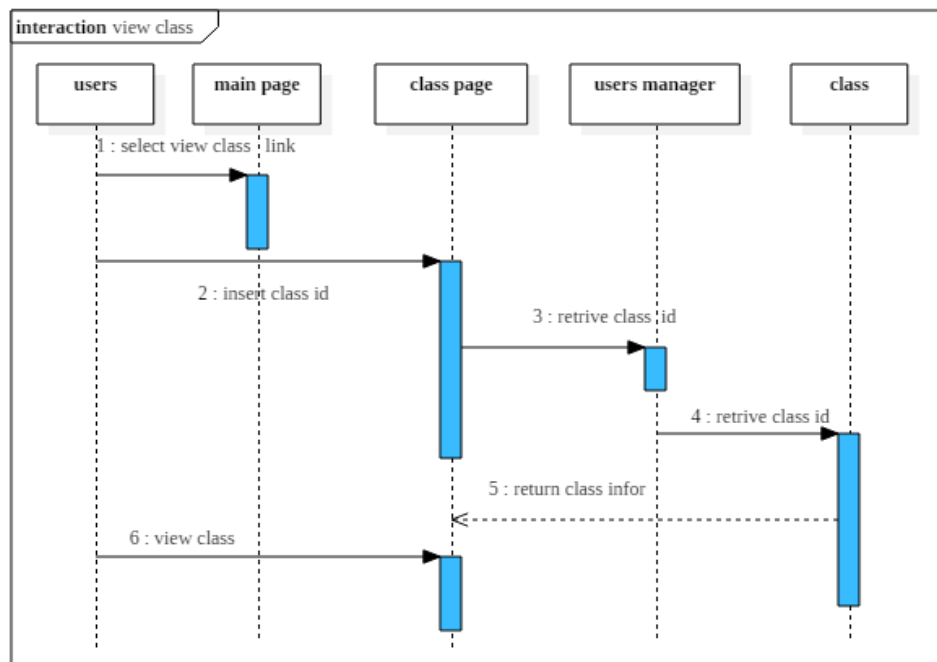 interaction view class
users
main page
class page
users manager
class
1 : select view class link
2 : insert class id
3 : retrive class id
4 : retrive class id
5 : return class infor
6 : view class